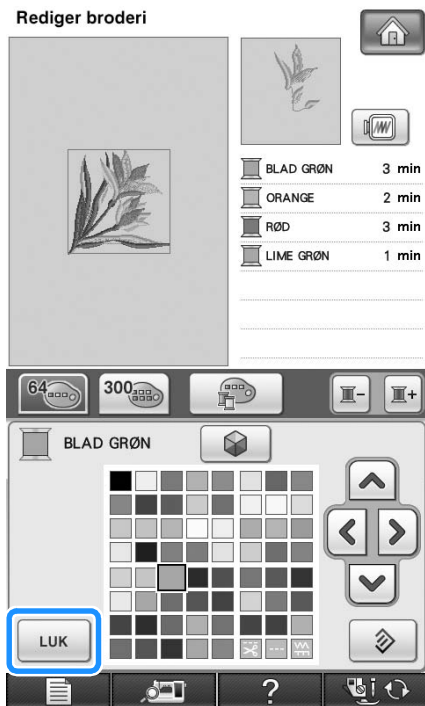 Rediger broderi
BLAD GRØN 3 min
ORANGE 2 min
RØD 3 min
LIME GRØN 1 min
64 300 - +
BLAD GRØN
LUK
?